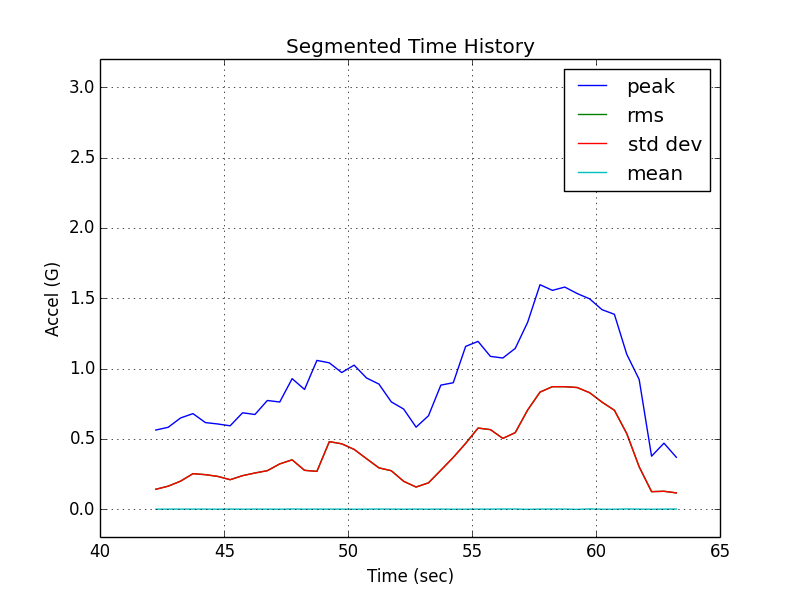 Segmented Time History
peak
rms
std dev
mean
3.0
2.5
2.0
1.5
1.0
0.5
0.0
Accel (G)
40 45 50 55 60 65
Time (sec)